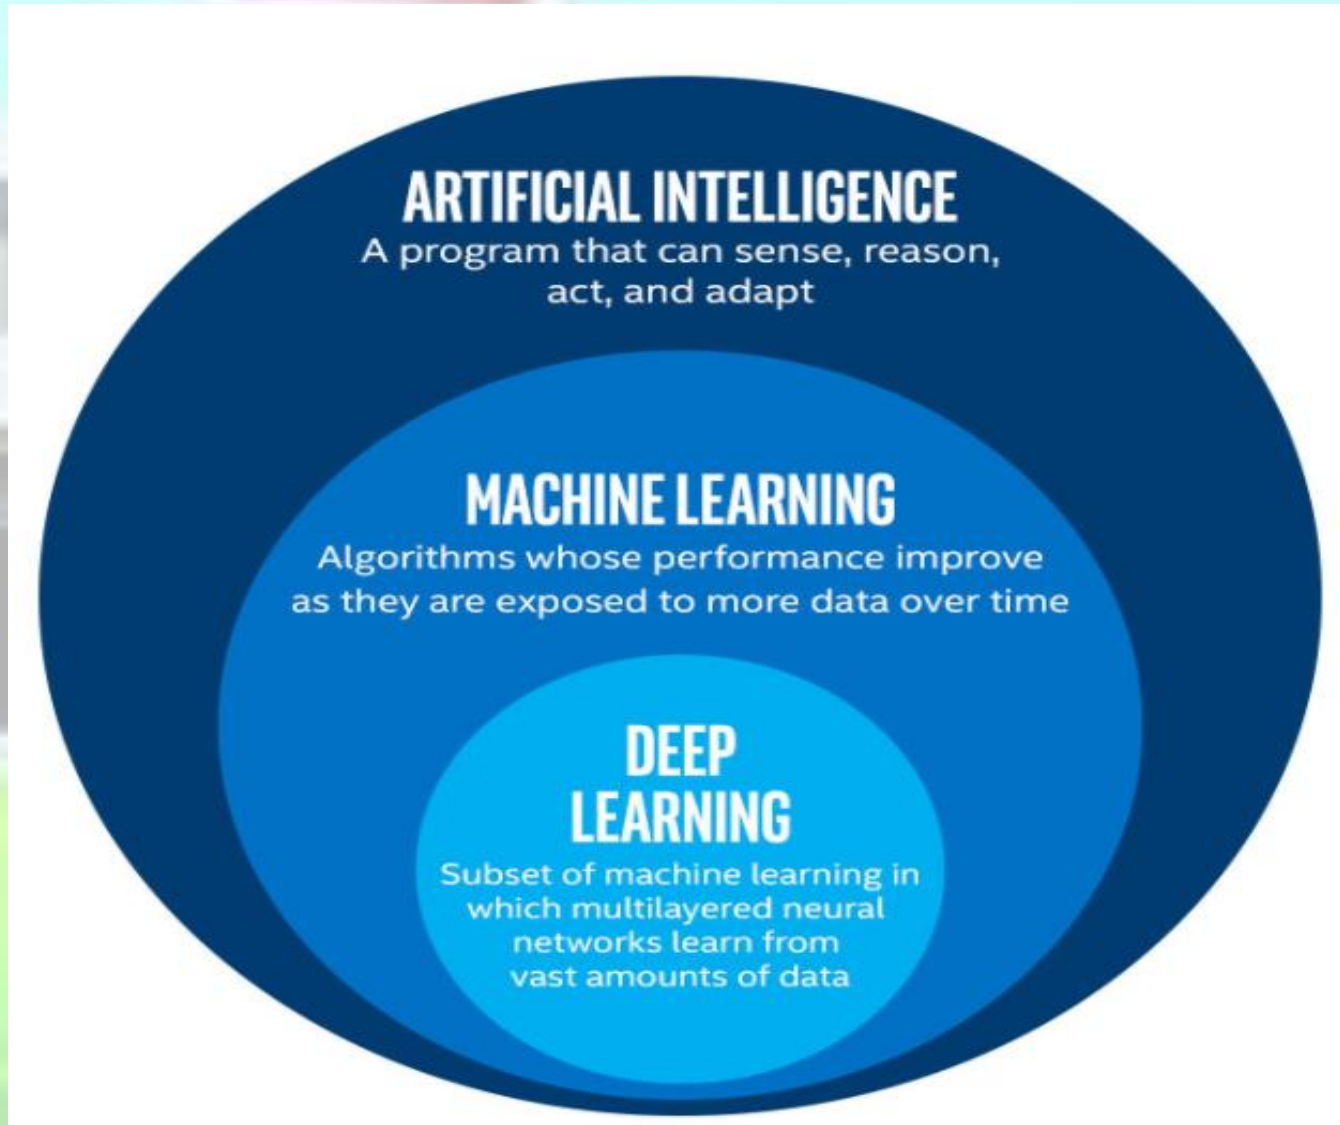 ARTIFICIAL INTELLIGENCE
A program that can sense, reason,
act, and adapt
MACHINE LEARNING
Algorithms whose performance improve
as they are exposed to more data over time
DEEP
LEARNING
Subset of machine learning in
which multilayered neural
networks learn from
vast amounts of data